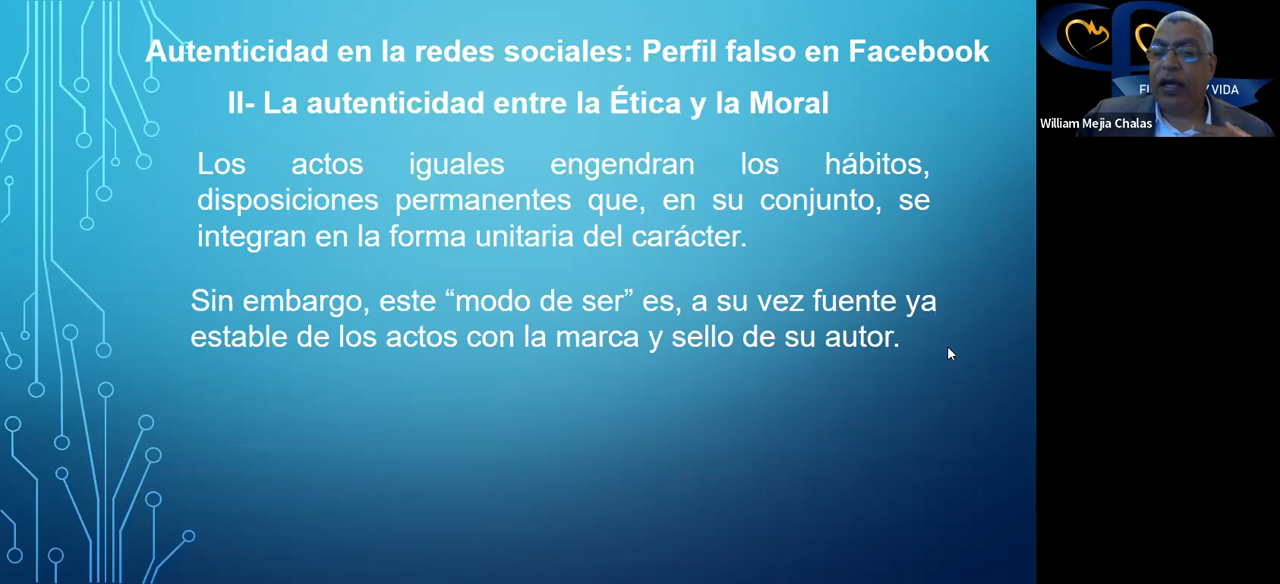 Autenticidad en la redes sociales: Perfil falso en Facebook
II- La autenticidad entre la Ética y la Moral
Los actos iguales engendran los hábitos,
disposiciones permanentes que, en su conjunto, se
integran en la forma unitaria del carácter.
Sin embargo, este “modo de ser” es, a su vez fuente ya
estable de los actos con la marca y sello de su autor.
Y VIDA
William Mejia Chalas